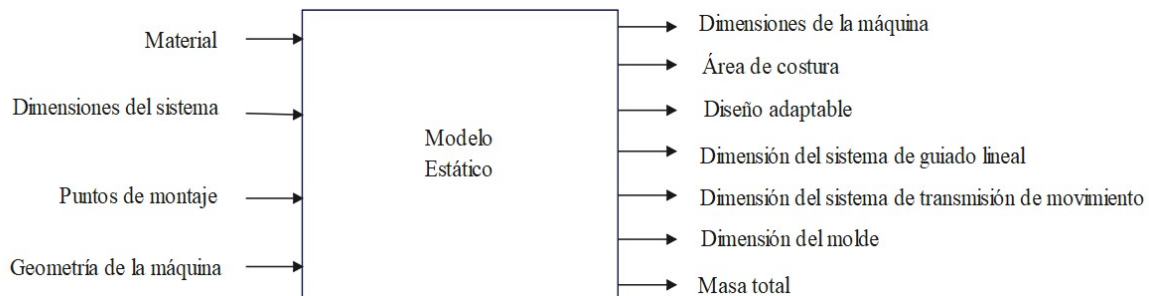 Material
Dimensiones del sistema
Puntos de montaje
Geometría de la máquina
Modelo
Estático
Dimensiones de la máquina
Área de costura
Diseño adaptable
Dimensión del sistema de guiado lineal
Dimensión del sistema de transmisión de movimiento
Dimensión del molde
Masa total